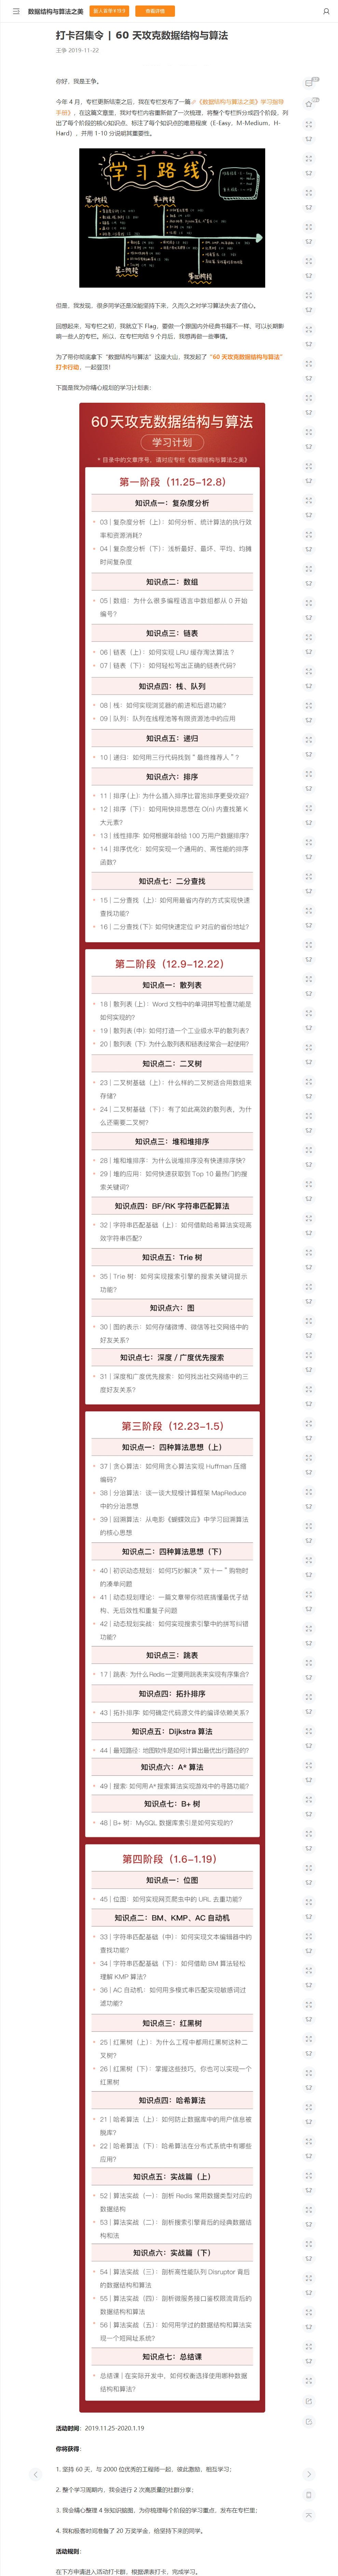 数据结构与算法之美
打卡召集令 | 60 天攻克数据结构与算法
王争 2019-11-22
你好，我是王争。
今年 4 月，专栏更新结束之后，我在专栏发布了一篇《数据结构与算法之美》学习指导
手册》，在这篇文章里，我对专栏内容重新做了一次梳理，将整个专栏拆分成四个阶段，列
出了每个阶段的核心知识点，标注了每个知识点的难易程度（E-Easy，M-Medium，H-
Hard），并用 1-10 分说明其重要性。
学习路线
但是，我发现，很多同学还是没能坚持下来，久而久之对学习算法失去了信心。
回想起来，写专栏之初，我就立下 Flag，要做一个跟国内外经典书籍不一样，可以长期影
响一些人的专栏。所以，在专栏完结 9 个月后，我想再做一些事情。
为了带你彻底拿下“数据结构与算法”这座大山，我发起了“60 天攻克数据结构与算法”
打卡行动，一起登顶！
下面是我为你精心规划的学习计划表：
60 天攻克数据结构与算法
学习计划
* 目录中的文章序号，请对应专栏《数据结构与算法之美》
第一阶段（11.25-12.8）
知识点一：复杂度分析
03 | 复杂度分析（上）：如何分析、统计算法的执行效
率和资源消耗？
04 | 复杂度分析（下）：浅析最好、最坏、平均、均摊
时间复杂度
知识点二：数组
05 | 数组：为什么很多编程语言中数组都从 0 开始
编号？
知识点三：链表
06 | 链表（上）：如何实现 LRU 缓存淘汰算法？
07 | 链表（下）：如何轻松写出正确的链表代码？
知识点四：栈、队列
08 | 栈：如何实现浏览器的前进和后退功能？
09 | 队列：队列在线程池等有限资源池中的应用
知识点五：递归
10 | 递归：如何用三行代码找到“最终推荐人”？
知识点六：排序
11 | 排序（上）：为什么插入排序比冒泡排序更受欢迎？
12 | 排序（下）：如何用快排思想在 O(n) 内查找第 K
大元素？
13 | 线性排序：如何根据年龄给 100 万用户数据排序？
14 | 排序优化：如何实现一个通用的、高性能的排序
函数？
知识点七：二分查找
15 | 二分查找（上）：如何用最省内存的方式实现快速
查找功能？
16 | 二分查找（下）：如何快速定位 IP 对应的省份地址？
第二阶段（12.9-12.22）
知识点一：散列表
18 | 散列表（上）：Word 文档中的单词拼写检查功能是
如何实现的？
19 | 散列表（中）：如何打造一个工业级水平的散列表？
20 | 散列表（下）：为什么散列表和链表经常会一起使用？
知识点二：二叉树
23 | 二叉树基础（上）：什么样的二叉树适合用数组来
存储？
24 | 二叉树基础（下）：有了如此高效的散列表，为什
么还需要二叉树？
知识点三：堆和堆排序
28 | 堆和堆排序：为什么说堆排序没有快速排序快？
29 | 堆的应用：如何快速获取到 Top 10 最热门的搜
索关键词？
知识点四：BF/RK 字符串匹配算法
32 | 字符串匹配基础（上）：如何借助哈希算法实现高
效字符串匹配？
知识点五：Trie 树
35 | Trie 树：如何实现搜索引擎的搜索关键词提示
功能？
知识点六：图
30 | 图的表示：如何存储微博、微信等社交网络中的
好友关系？
知识点七：深度 / 广度优先搜索
31 | 深度和广度优先搜索：如何找出社交网络中的三
度好友关系？
第三阶段（12.23-1.5）
知识点一：四种算法思想（上）
37 | 贪心算法：如何用贪心算法实现 Huffman 压缩
编码？
38 | 分治算法：谈一谈大规模计算框架 MapReduce
中的分治思想
39 | 回溯算法：从电影《蝴蝶效应》中学习回溯算法
的核心思想
知识点二：四种算法思想（下）
40 | 初识动态规划：如何巧妙解决“双十一”购物时
的凑单问题
41 | 动态规划理论：一篇文章带你彻底搞懂最优子结
构、无后效性和重复子问题
42 | 动态规划实战：如何实现搜索引擎中的拼写纠错
功能？
知识点三：跳表
17 | 跳表：为什么 Redis 一定要用跳表来实现有序集合？
知识点四：拓扑排序
43 | 拓扑排序：如何确定代码源文件的编译依赖关系？
知识点五：Dijkstra 算法
44 | 最短路径：地图软件是如何计算出最优出行路径的？
知识点六：A* 算法
49 | 搜索：如何用 A* 搜索算法实现游戏中的寻路功能？
知识点七：B+ 树
48 | B+ 树：MySQL 数据库索引是如何实现的？
第四阶段（1.6-1.19）
知识点一：位图
45 | 位图：如何实现网页爬虫中的 URL 去重功能？
知识点二：BM、KMP、AC 自动机
33 | 字符串匹配基础（中）：如何实现文本编辑器中的
查找功能？
34 | 字符串匹配基础（下）：如何借助 BM 算法轻松
理解 KMP 算法？
36 | AC 自动机：如何用多模式串匹配实现敏感词过
滤功能？
知识点三：红黑树
25 | 红黑树（上）：为什么工程中都用红黑树这种二
叉树？
26 | 红黑树（下）：掌握这些技巧，你也可以实现一个
红黑树
知识点四：哈希算法
21 | 哈希算法（上）：如何防止数据库中的用户信息被
脱库？
22 | 哈希算法（下）：哈希算法在分布式系统中有哪些
应用？
知识点五：实战篇（上）
52 | 算法实战（一）：剖析 Redis 常用数据类型对应的
数据结构
53 | 算法实战（二）：剖析搜索引擎背后的经典数据结
构和法
知识点六：实战篇（下）
54 | 算法实战（三）：剖析高性能队列 Disruptor 背后
的数据结构和算法
55 | 算法实战（四）：剖析微服务接口鉴权限流背后的
数据结构和算法
56 | 算法实战（五）：如何用学过的数据结构和算法实
现一个短网址系统？
知识点七：总结课
总结课 | 在实际开发中，如何权衡选择使用哪种数据
结构和算法？
活动时间：2019.11.25-2020.1.19
你将获得：
1. 坚持 60 天，与 2000 位优秀的工程师一起，彼此激励，相互学习；
2. 整个学习周期内，我会进行 2 次高质量的社群分享；
3. 我会精心整理 4 张知识脑图，为你梳理每个阶段的学习重点，发布在专栏里；
4. 我和极客时间准备了 20 万奖学金，给坚持下来的同学。
活动规则：
在下方申请进入活动打卡群，根据课表打卡，完成学习。